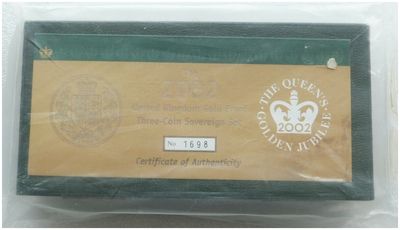 2002
United Kingdom Gold Proof
Three-Coin Sovereign Set
No 1698
Certificate of Authenticity
THE QUEEN'S
GOLDEN JUBILEE
2002